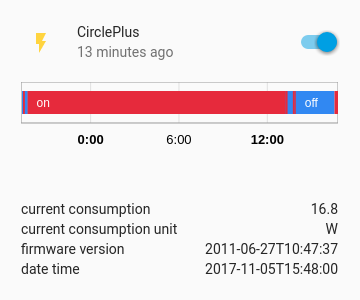 CirclePlus
13 minutes ago
on off
0:00 6:00 12:00
current consumption 16.8
current consumption unit W
firmware version 2011-06-27T10:47:37
date time 2017-11-05T15:48:00